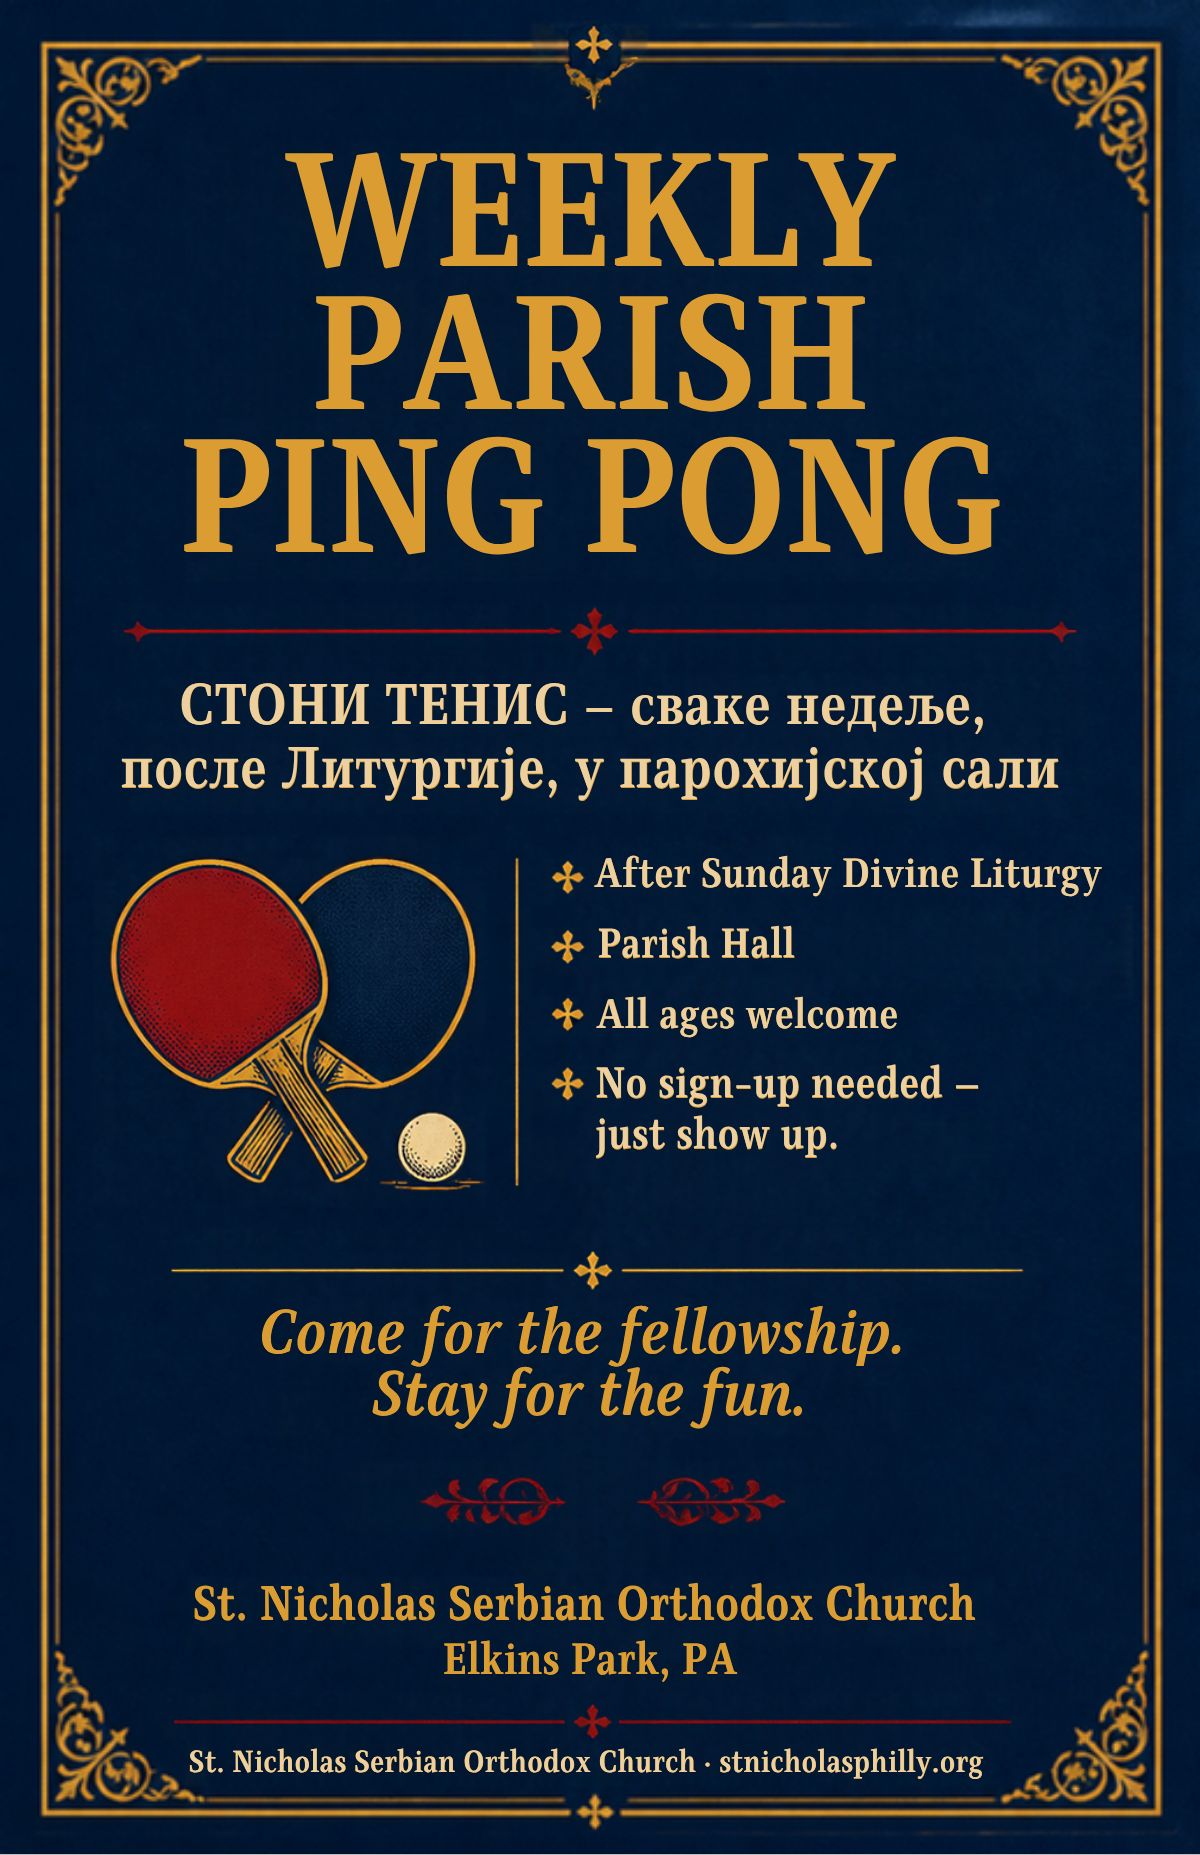 WEEKLY
PARISH
PING PONG
СТОНИ ТЕНИС – сваке недеље,
после Литургије, у парохијској сали
After Sunday Divine Liturgy
Parish Hall
All ages welcome
No sign-up needed –
just show up.
Come for the fellowship.
Stay for the fun.
St. Nicholas Serbian Orthodox Church
Elkins Park, PA
St. Nicholas Serbian Orthodox Church · stnicholasphilly.org